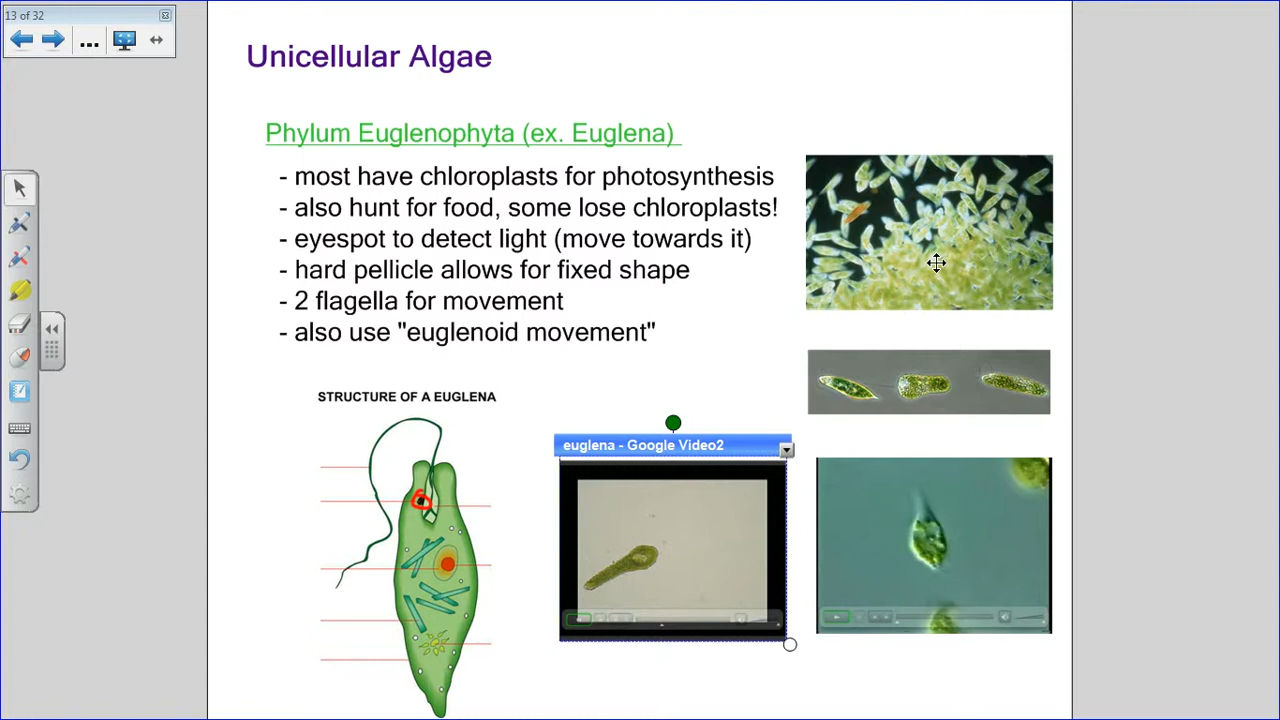 13 of 32
Unicellular Algae
Phylum Euglenophyta (ex. Euglena)
- most have chloroplasts for photosynthesis
- also hunt for food, some lose chloroplasts!
- eyespot to detect light (move towards it)
- hard pellicle allows for fixed shape
- 2 flagella for movement
- also use "euglenoid movement"
STRUCTURE OF A EUGLENA
euglena - Google Video2